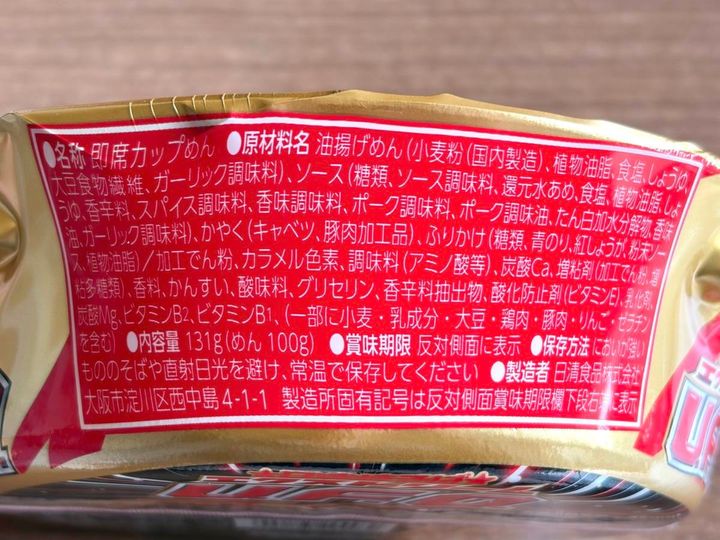 ●名称 即席カップめん ●原材料名 油揚げめん(小麦粉(国内製造)、植物油脂、食塩、しょうゆ、
大豆食物繊維、ガーリック調味料)、ソース(糖類、ソース調味料、還元水あめ、食塩、植物油脂、しょ
うゆ、香辛料、スパイス調味料、香味調味料、ポーク調味料、ポーク調味油、たん白加水分解物、香味
油、ガーリック調味料)、かやく(キャベツ、豚肉加工品)、ふりかけ(糖類、青のり、紅しょうが、粉末ソー
ス、植物油脂)/加工でん粉、カラメル色素、調味料(アミノ酸等)、炭酸Ca、増粘剤(加工でん粉、増
粘多糖類)、香料、かんすい、酸味料、グリセリン、香辛料抽出物、酸化防止剤(ビタミンE)、乳化剤、
炭酸Mg、ビタミンB2、ビタミンB1、(一部に小麦・乳成分・大豆・鶏肉・豚肉・りんご・ゼラチン
を含む) ●内容量 131g(めん 100g) ●賞味期限 反対側面に表示 ●保存方法 においが強い
もののそばや直射日光を避け、常温で保存してください ●製造者 日清食品株式会社
大阪市淀川区西中島4-1-1 製造所固有記号は反対側面賞味期限欄下段右端に表示